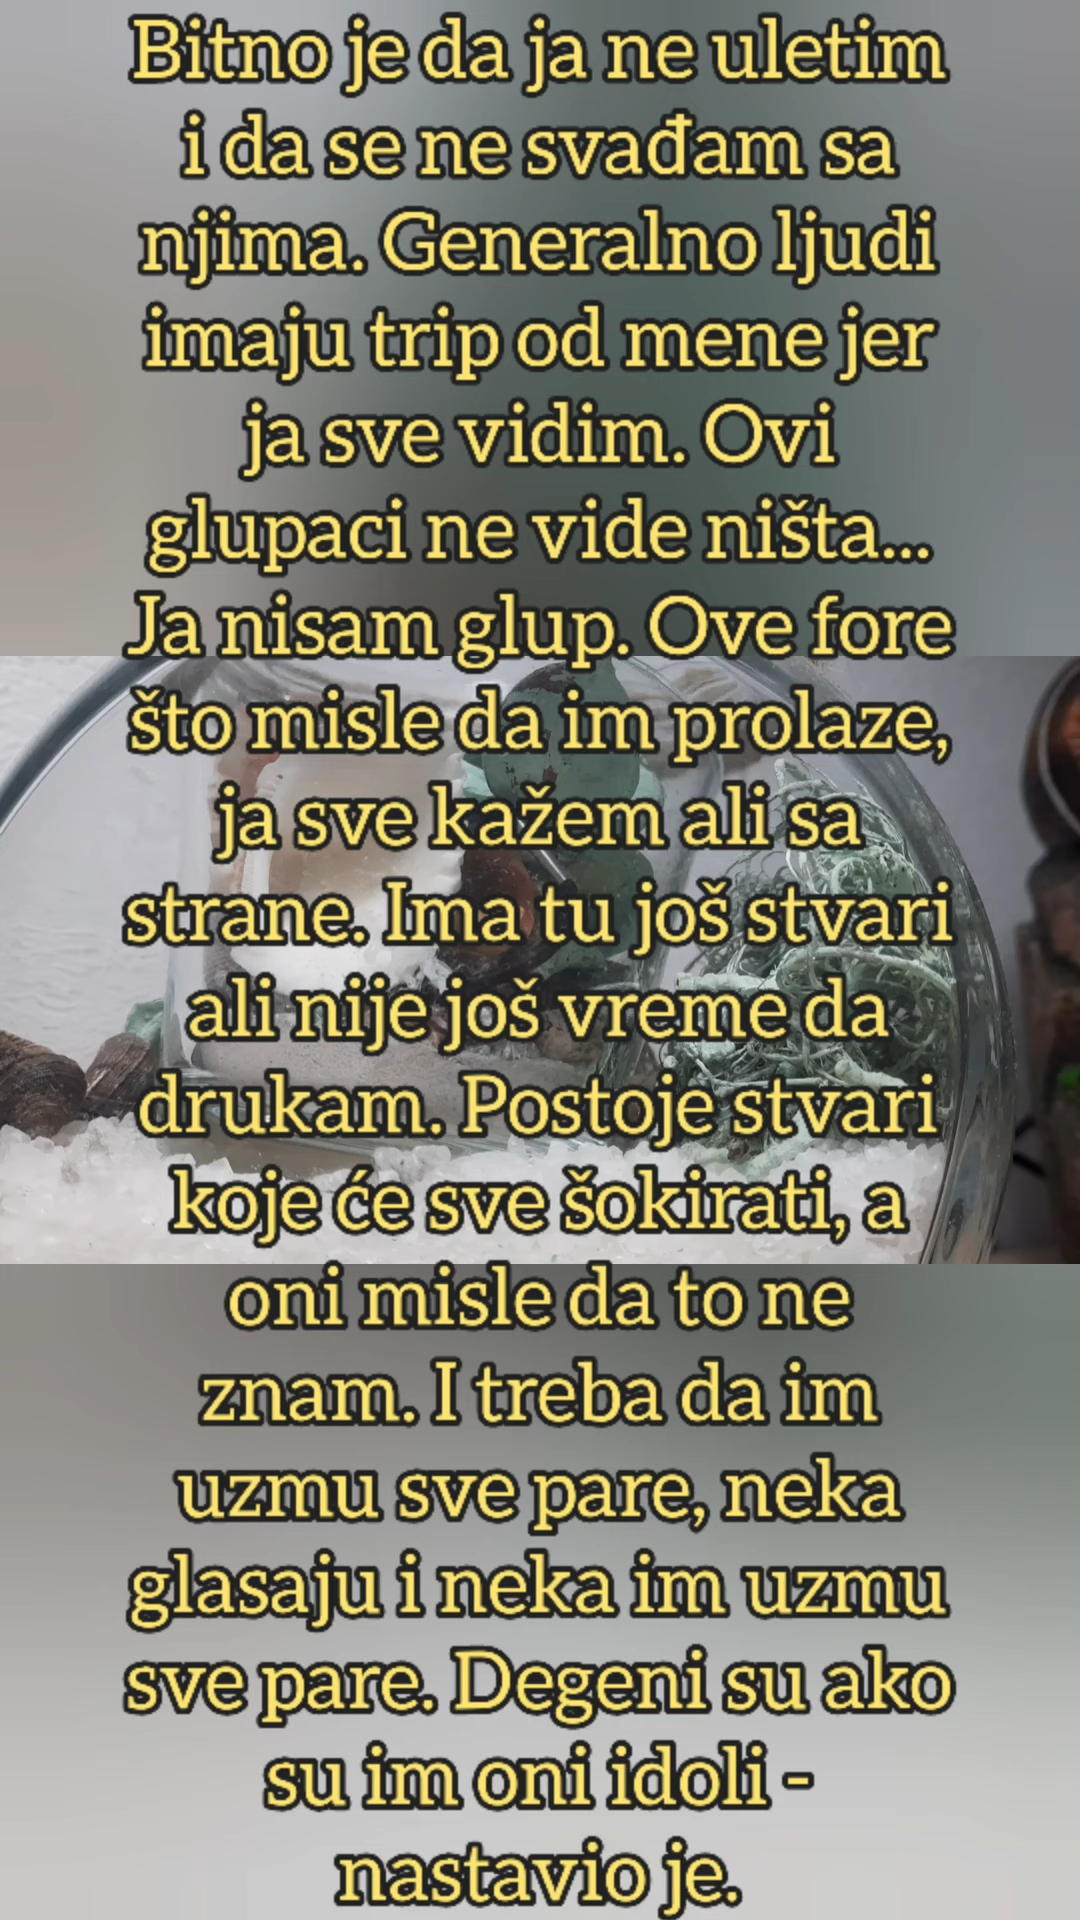 Bitno je da ja ne uletim
i da se ne svađam sa
njima. Generalno ljudi
imaju trip od mene jer
ja sve vidim. Ovi
glupaci ne vide ništa...
Ja nisam glup. Ove fore
što misle da im prolaze,
ja sve kažem ali sa
strane. Ima tu još stvari
ali nije još vreme da
drukam. Postoje stvari
koje će sve šokirati, a
oni misle da to ne
znam. I treba da im
uzmu sve pare, neka
glasaju i neka im uzmu
sve pare. Degeni su ako
su im oni idoli -
nastavio je.